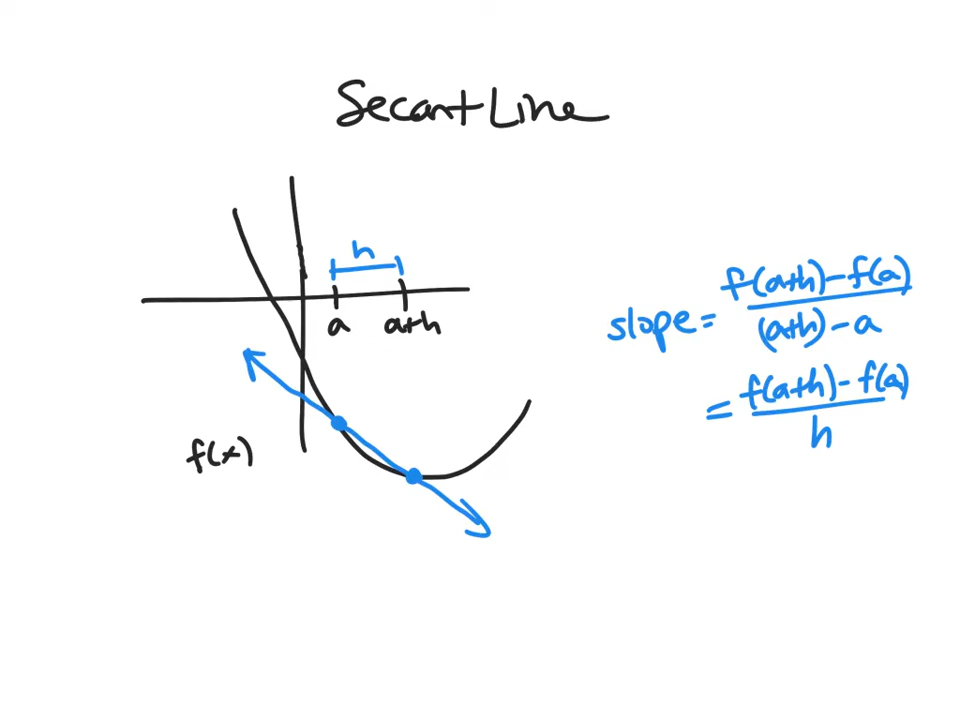 Secant Line
h
a a+h
f(x)
slope = f(a+h) - f(a) / (a+h) - a
= f(a+h) - f(a) / h